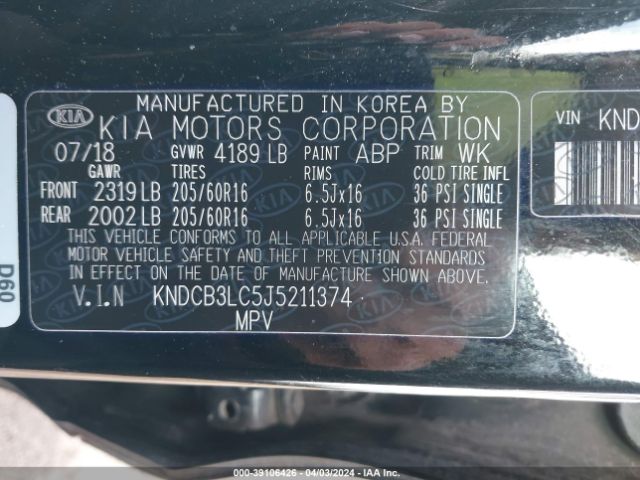 MANUFACTURED IN KOREA BY
KIA KIA MOTORS CORPORATION
07/18 GVWR 4189 LB PAINT ABP TRIM WK
GAWR TIRES RIMS COLD TIRE INFL
FRONT 2319 LB 205/60R16 6.5Jx16 36 PSI SINGLE
REAR 2002 LB 205/60R16 6.5Jx16 36 PSI SINGLE
THIS VEHICLE CONFORMS TO ALL APPLICABLE U.S.A. FEDERAL
MOTOR VEHICLE SAFETY AND THEFT PREVENTION STANDARDS
IN EFFECT ON THE DATE OF MANUFACTURE SHOWN ABOVE.
V.I.N KNDCB3LC5J5211374
MPV
VIN KND
D60
000-39106426 - 04/03/2024 - IAA Inc.